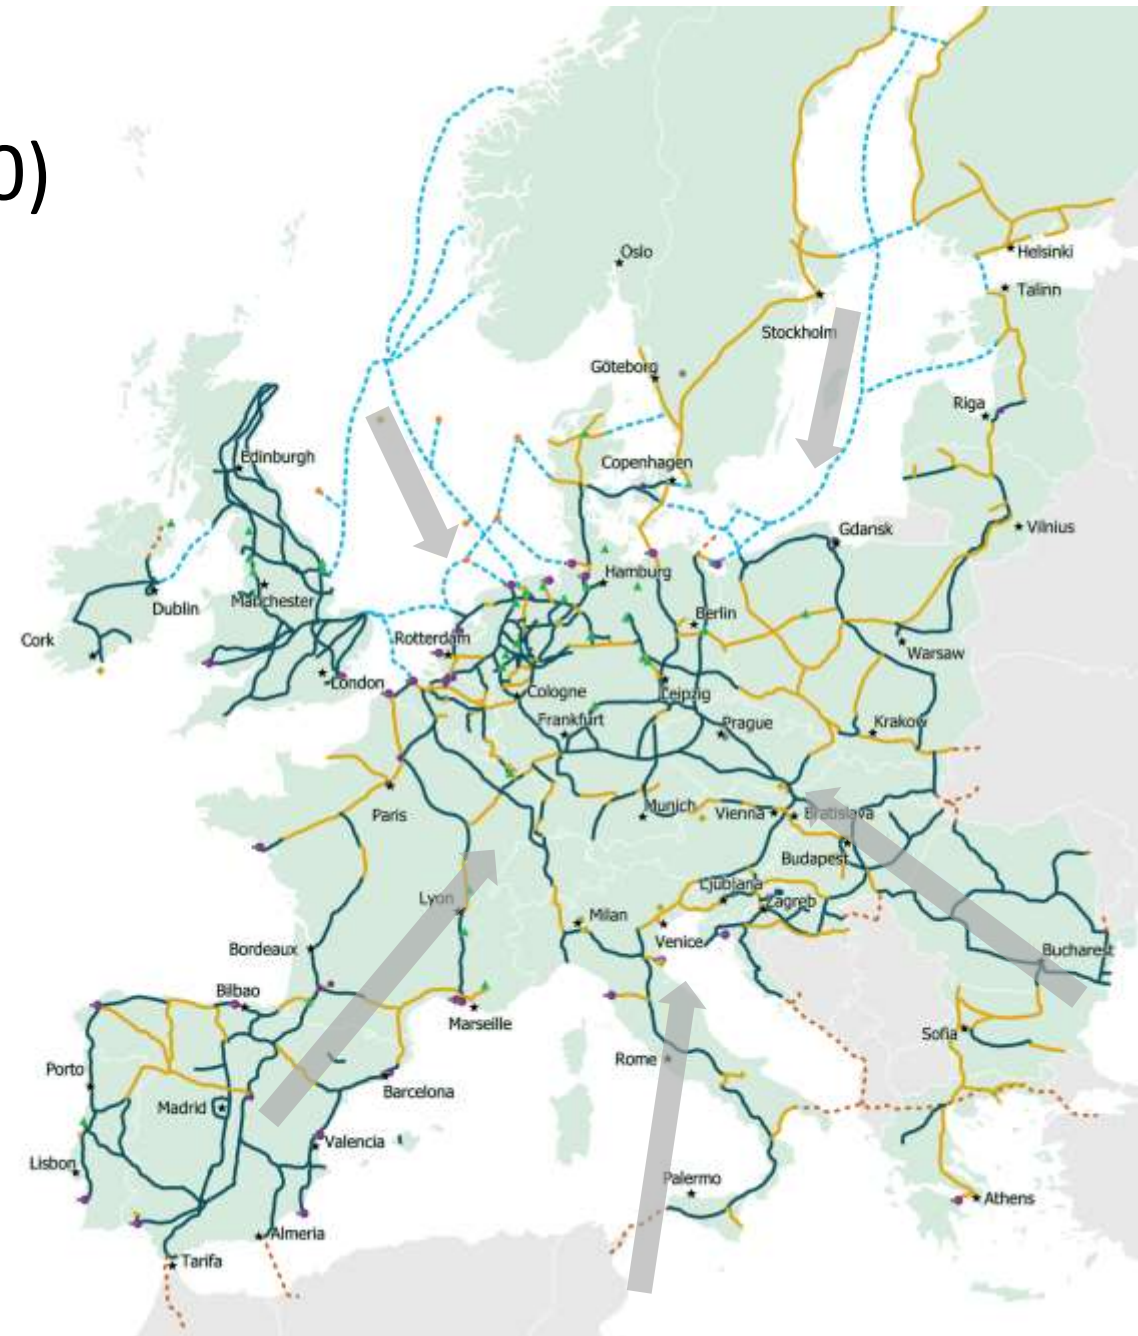 0)
Oslo
Helsinki
Talinn
Stockholm
Göteborg
Riga
Edinburgh
Copenhagen
Vilnius
Gdansk
Hamburg
Manchester
Dublin
Berlin
Rotterdam
Cork
Warsaw
London
Cologne
Leipzig
Frankfurt
Prague
Krakow
Munich
Vienna
Bratislava
Paris
Budapest
Ljubljana
Lyon
Zagreb
Milan
Venice
Bordeaux
Bucharest
Bilbao
Marseille
Sofia
Rome
Porto
Barcelona
Madrid
Valencia
Lisbon
Palermo
Athens
Almeria
Tarifa